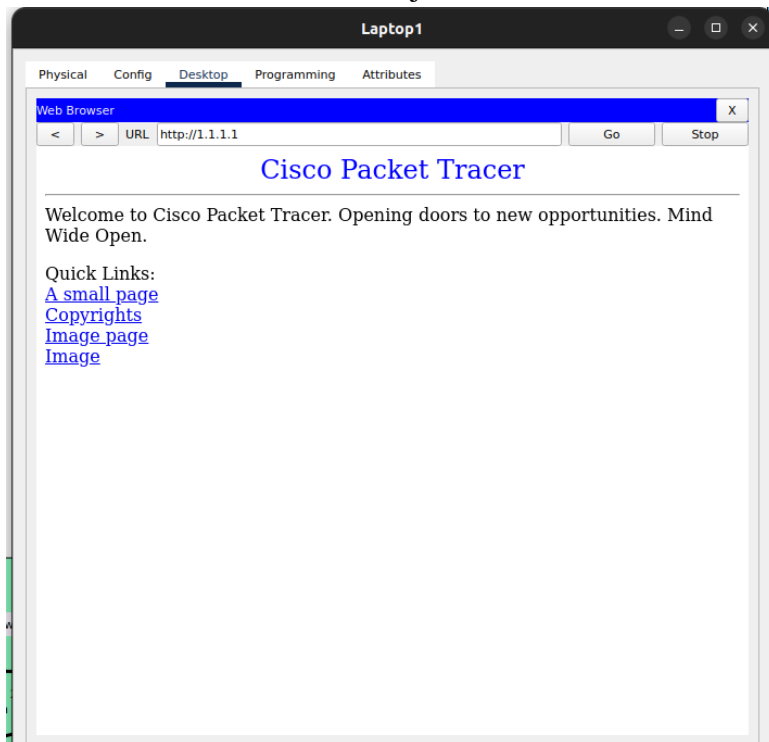 Laptop1
Physical Config Desktop Programming Attributes
Web Browser X
< > URL http://1.1.1.1 Go Stop
Cisco Packet Tracer
Welcome to Cisco Packet Tracer. Opening doors to new opportunities. Mind
Wide Open.
Quick Links:
A small page
Copyrights
Image page
Image